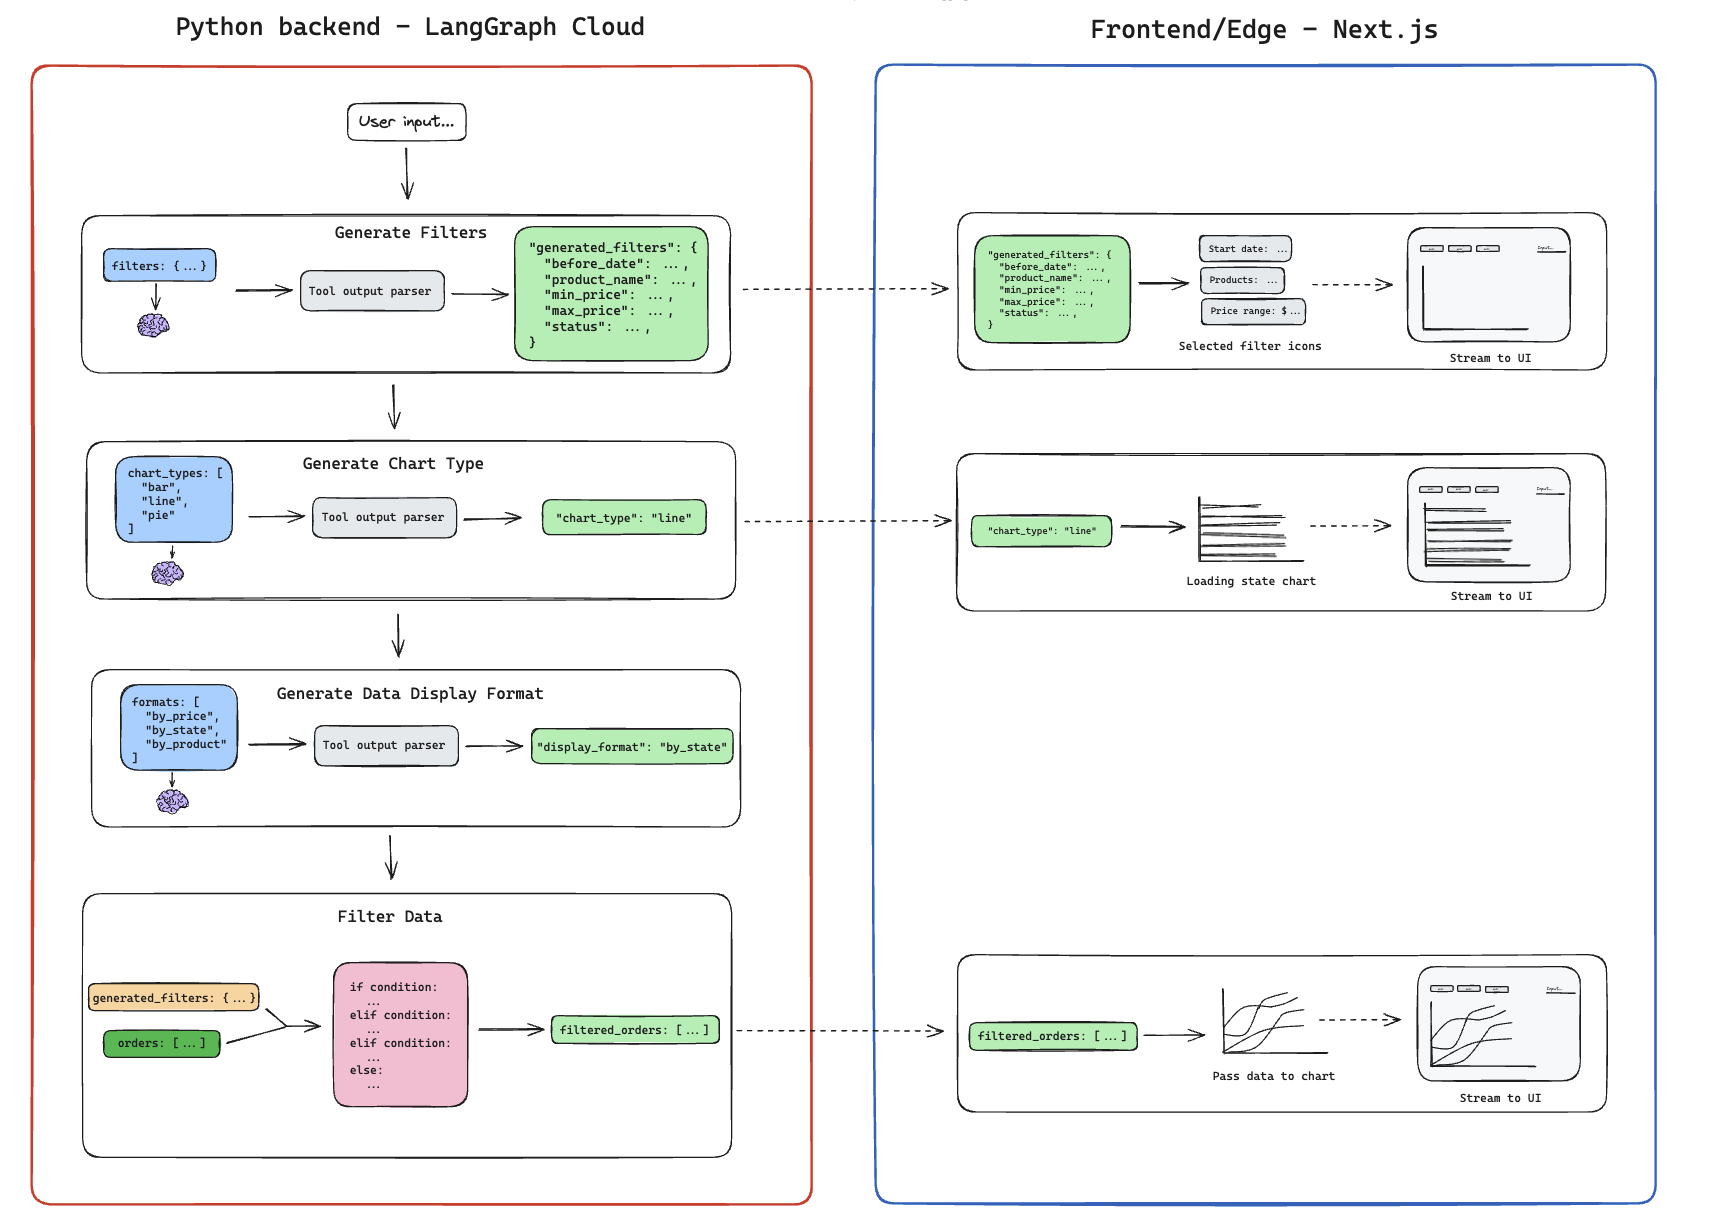 Python backend - LangGraph Cloud
User input...
Generate Filters
filters: {...}
Tool output parser
"generated_filters": {
"before_date": ...,
"product_name": ...,
"min_price": ...,
"max_price": ...,
"status": ...,
}
Generate Chart Type
chart_types: [
"bar",
"line",
"pie"
]
Tool output parser
"chart_type": "line"
Generate Data Display Format
formats: [
"by_price",
"by_state",
"by_product"
]
Tool output parser
"display_format": "by_state"
Filter Data
generated_filters: {...}
orders: [...]
if condition:
...
elif condition:
...
elif condition:
...
else:
...
filtered_orders: [...]
Frontend/Edge - Next.js
"generated_filters": {
"before_date": ...,
"product_name": ...,
"min_price": ...,
"max_price": ...,
"status": ...,
}
Start date: ...
Products: ...
Price range: $...
Selected filter icons
Input...
Stream to UI
"chart_type": "line"
Loading state chart
Input...
Stream to UI
filtered_orders: [...]
Pass data to chart
Input...
Stream to UI